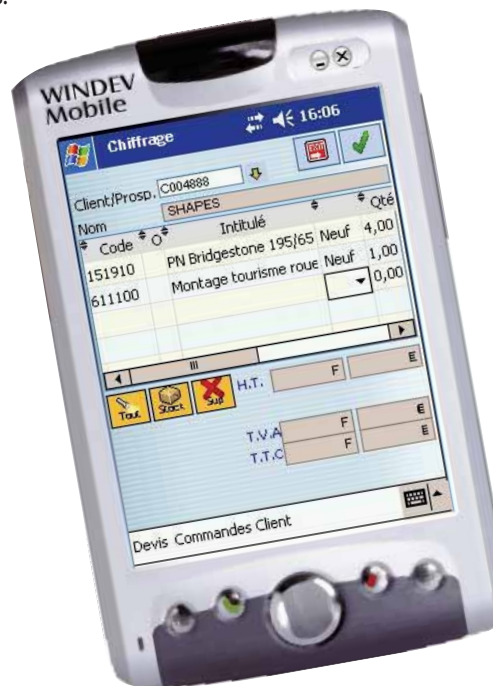 WINDEV
Mobile
Chiffrage 16:06
Client/Prosp. C004888
Nom SHAPES
Code O Intitulé Qté
151910 PN Bridgestone 195/65 Neuf 4,00
611100 Montage tourisme roue Neuf 1,00
0,00
H.T. F €
Tout Stock Sup
T.V.A F €
T.T.C F €
Devis Commandes Client